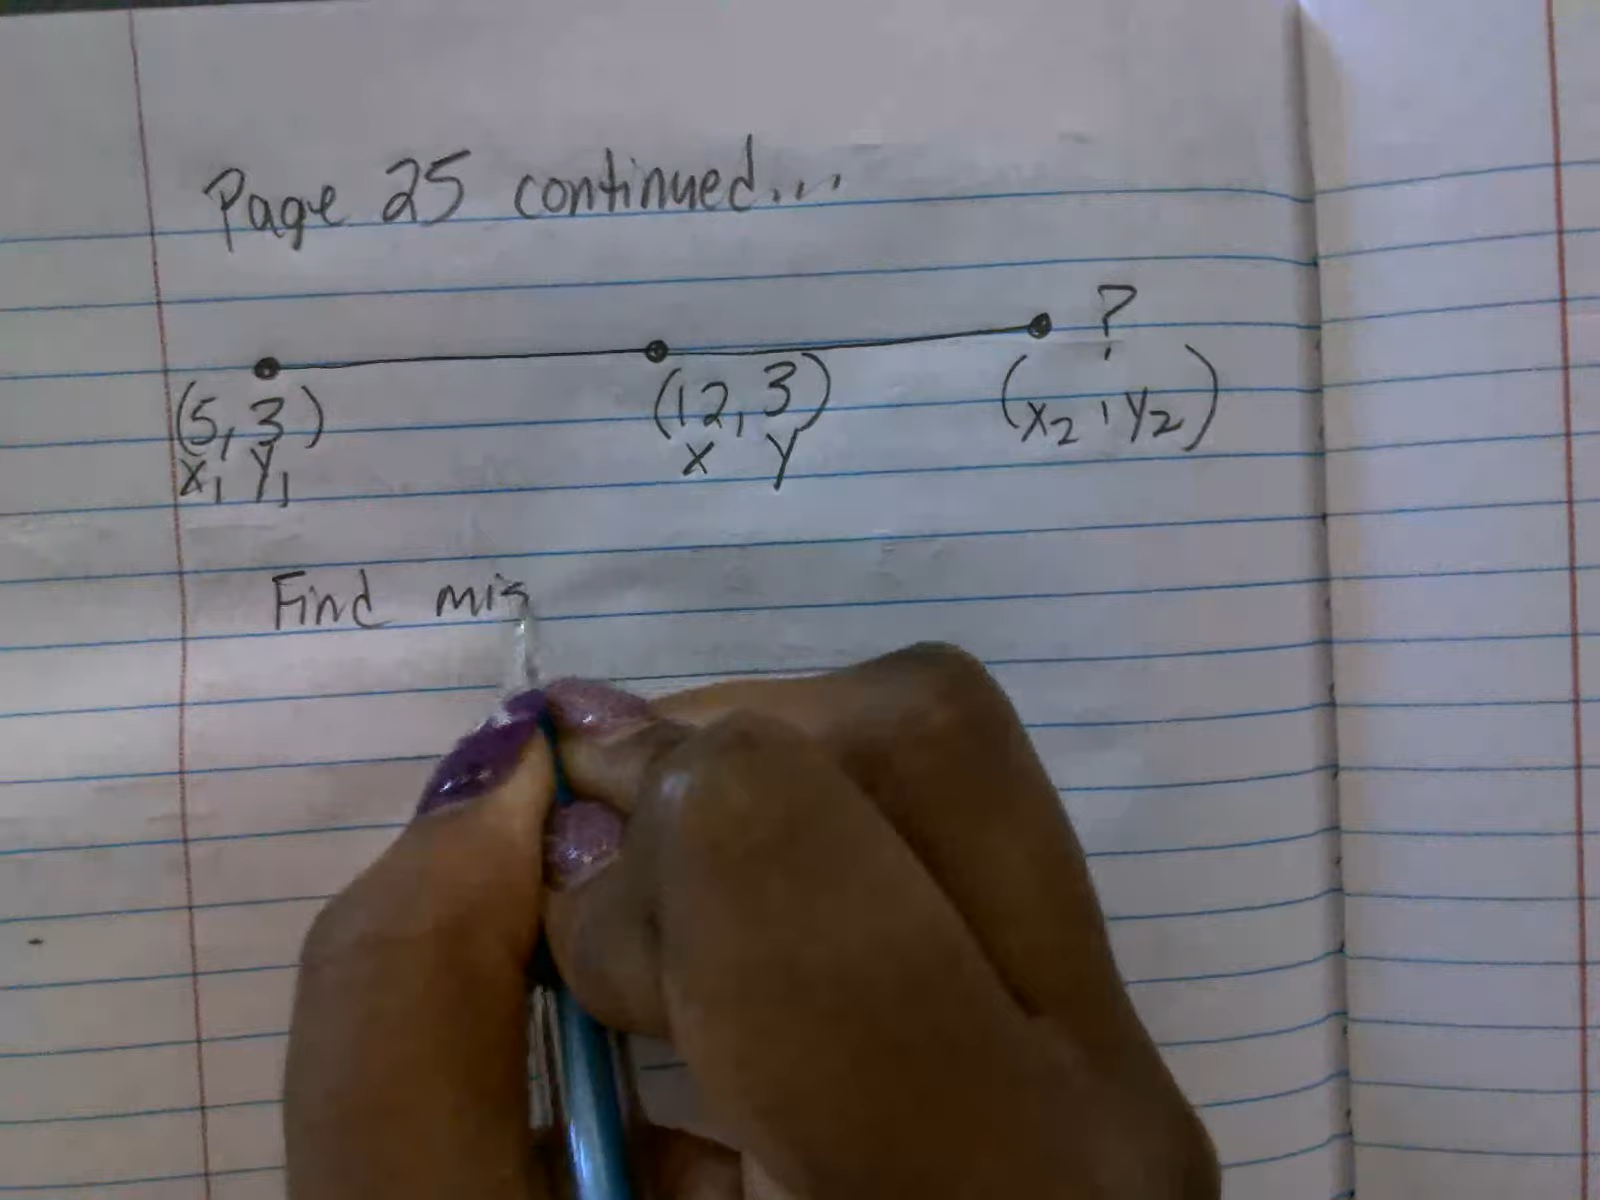 Page 25 continued...
?
(5, 3) (12, 3) (x₂, y₂)
x₁ y₁ x y
Find mis